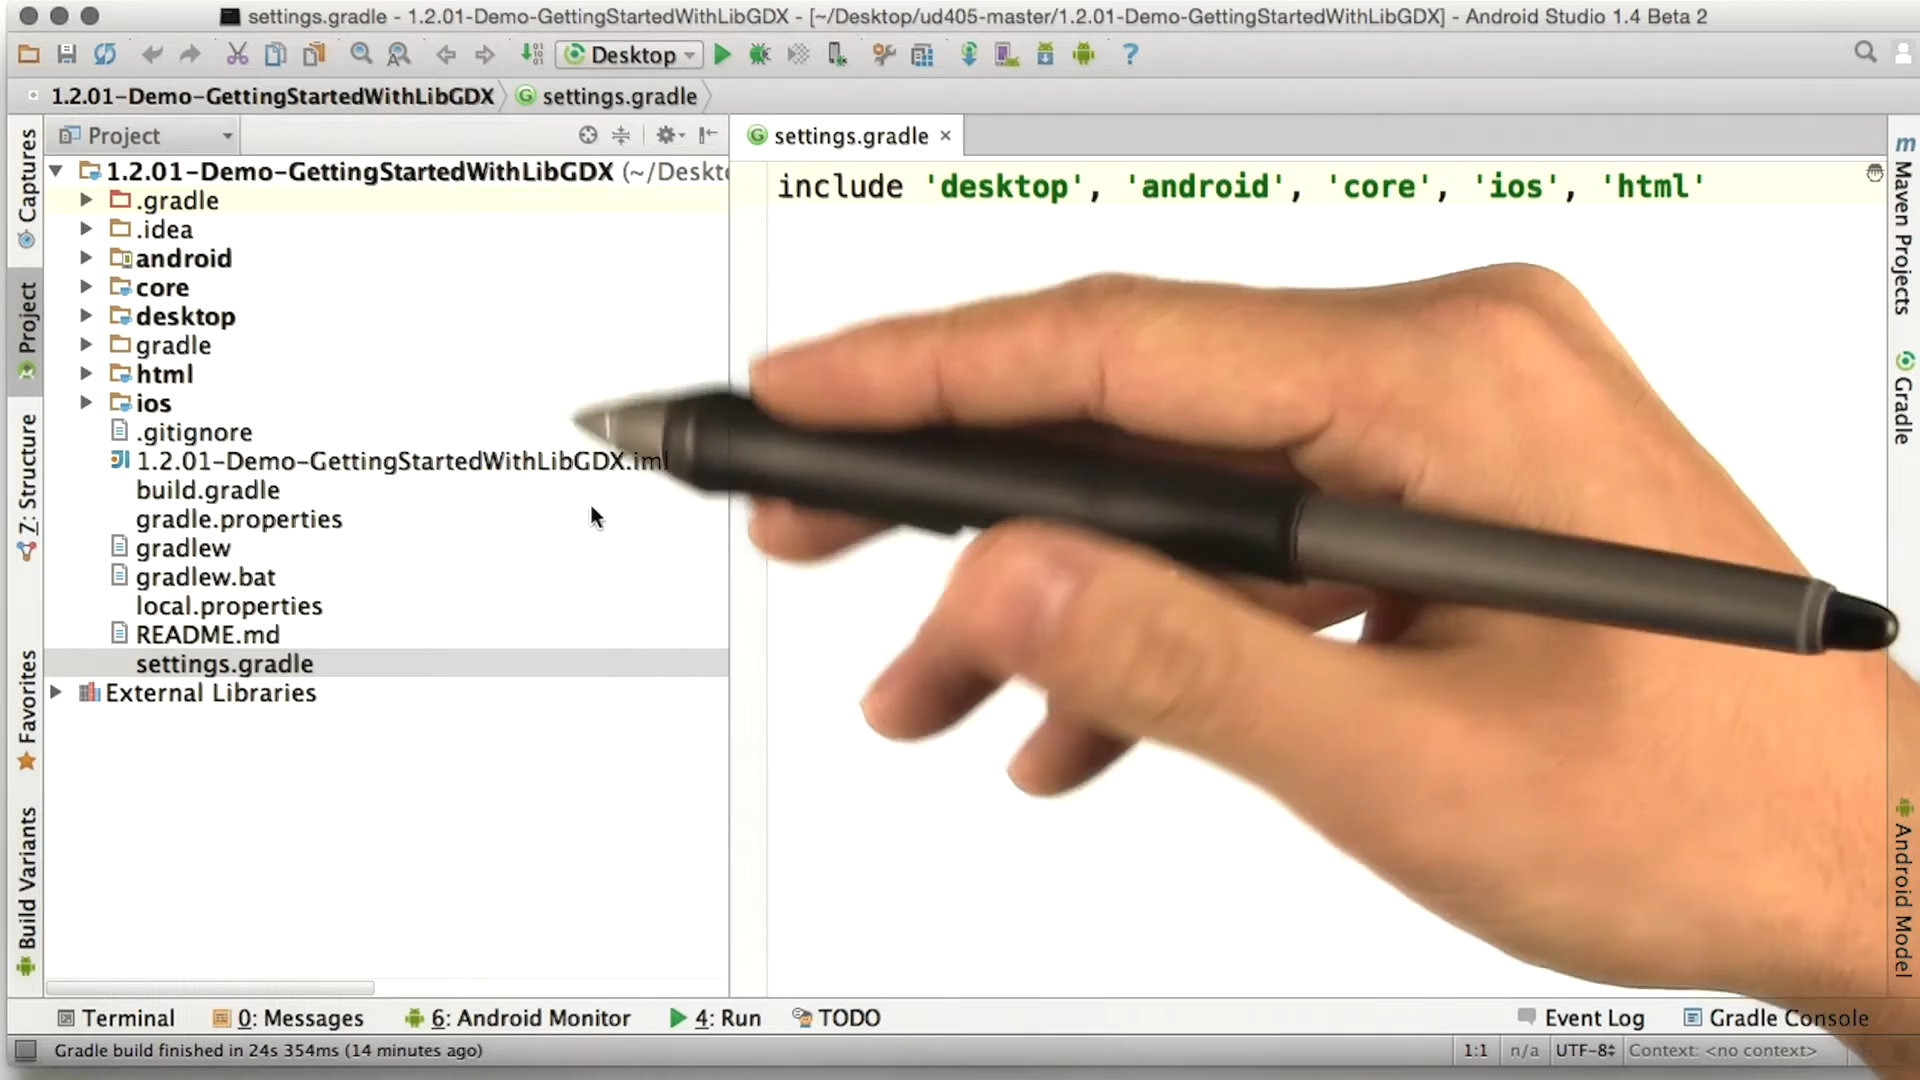 settings.gradle - 1.2.01-Demo-GettingStartedWithLibGDX - [~/Desktop/ud405-master/1.2.01-Demo-GettingStartedWithLibGDX] - Android Studio 1.4 Beta 2
Desktop
1.2.01-Demo-GettingStartedWithLibGDX settings.gradle
Project
settings.gradle
1.2.01-Demo-GettingStartedWithLibGDX (~/Deskt
.gradle
.idea
android
core
desktop
gradle
html
ios
.gitignore
1.2.01-Demo-GettingStartedWithLibGDX.iml
build.gradle
gradle.properties
gradlew
gradlew.bat
local.properties
README.md
settings.gradle
External Libraries
include 'desktop', 'android', 'core', 'ios', 'html'
Captures
Project
7: Structure
Favorites
Build Variants
Maven Projects
Gradle
Android Model
Terminal
0: Messages
6: Android Monitor
4: Run
TODO
Event Log
Gradle Console
Gradle build finished in 24s 354ms (14 minutes ago)
1:1
n/a
UTF-8
Context: <no context>